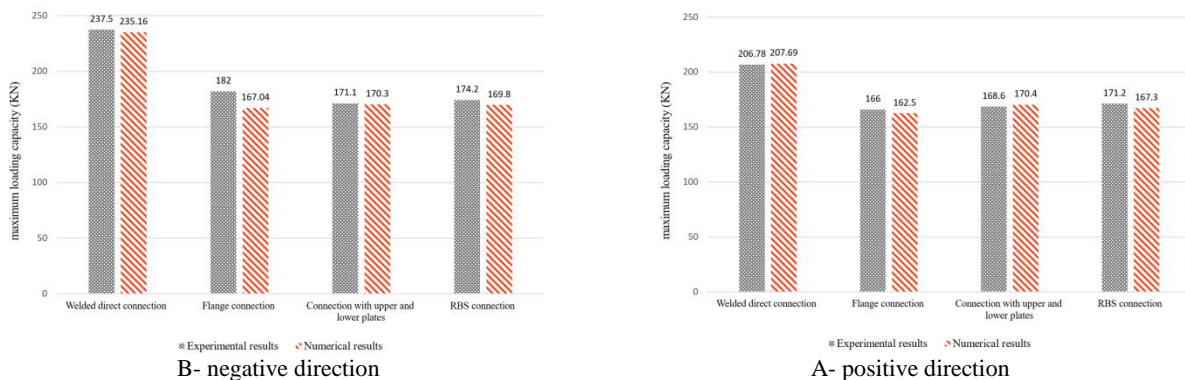 250
237.5 235.16
200
182
167.04
171.1 170.3
174.2 169.8
150
100
50
0
maximum loading capacity (KN)
Welded direct connection
Flange connection
Connection with upper and
lower plates
RBS connection
Experimental results Numerical results
B- negative direction
250
206.78 207.69
200
166 162.5
168.6 170.4
171.2 167.3
150
100
50
0
maximum loading capacity (KN)
Welded direct connection
Flange connection
Connection with upper and
lower plates
RBS connection
Experimental results Numerical results
A- positive direction